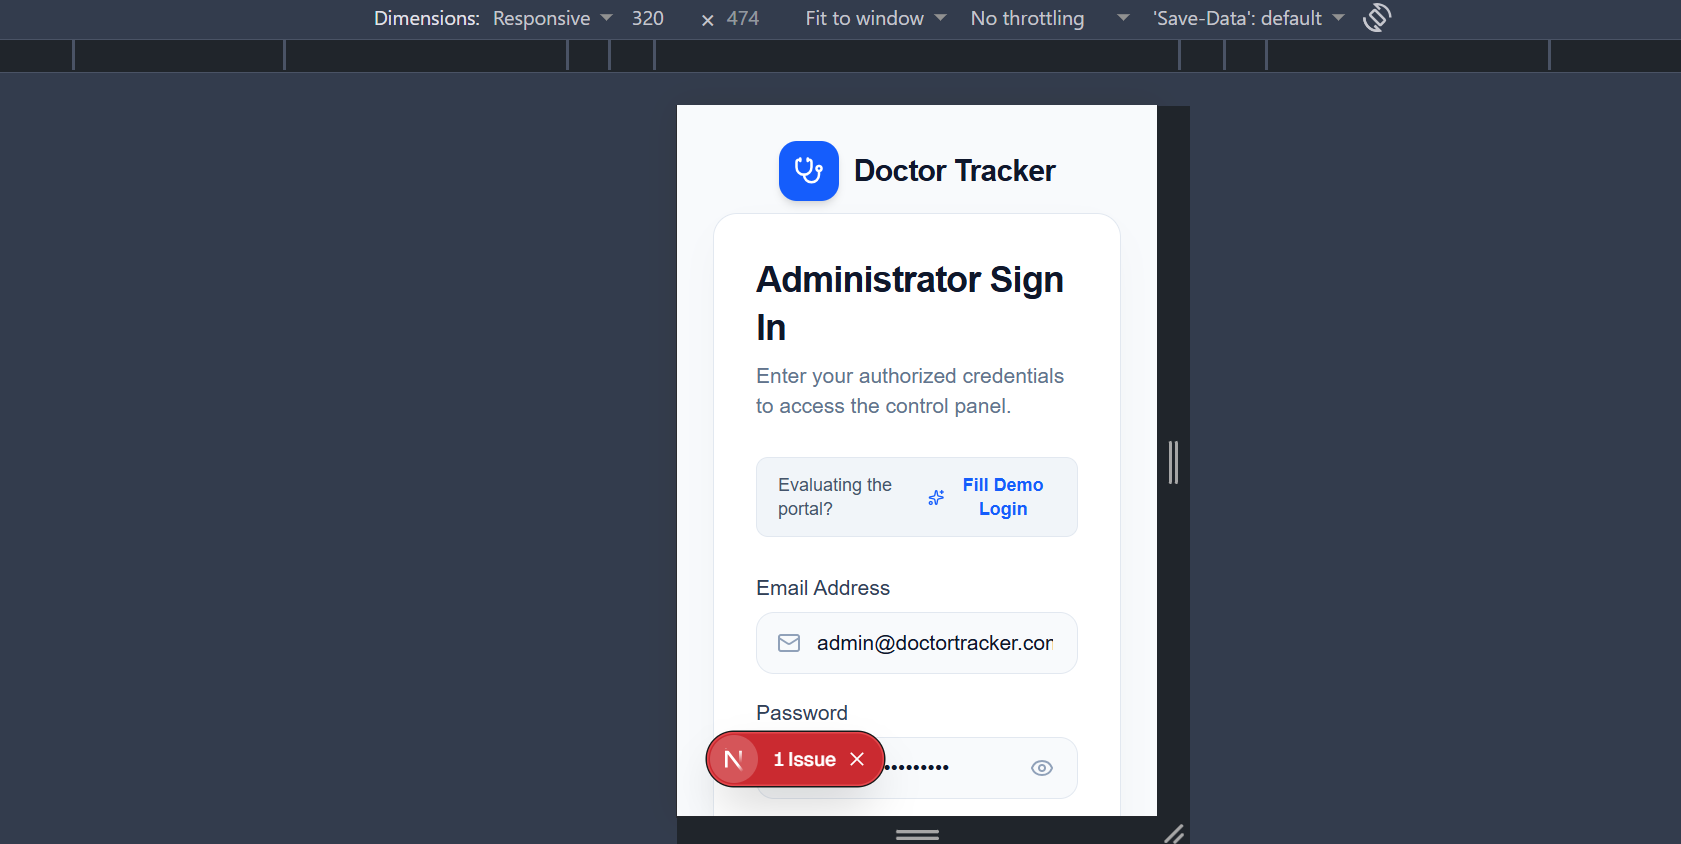 Dimensions: Responsive 320 × 474 Fit to window No throttling 'Save-Data': default
Doctor Tracker
Administrator Sign
In
Enter your authorized credentials
to access the control panel.
Evaluating the
portal?
Fill Demo
Login
Email Address
admin@doctortracker.com
Password
N 1 Issue ×
•••••••••